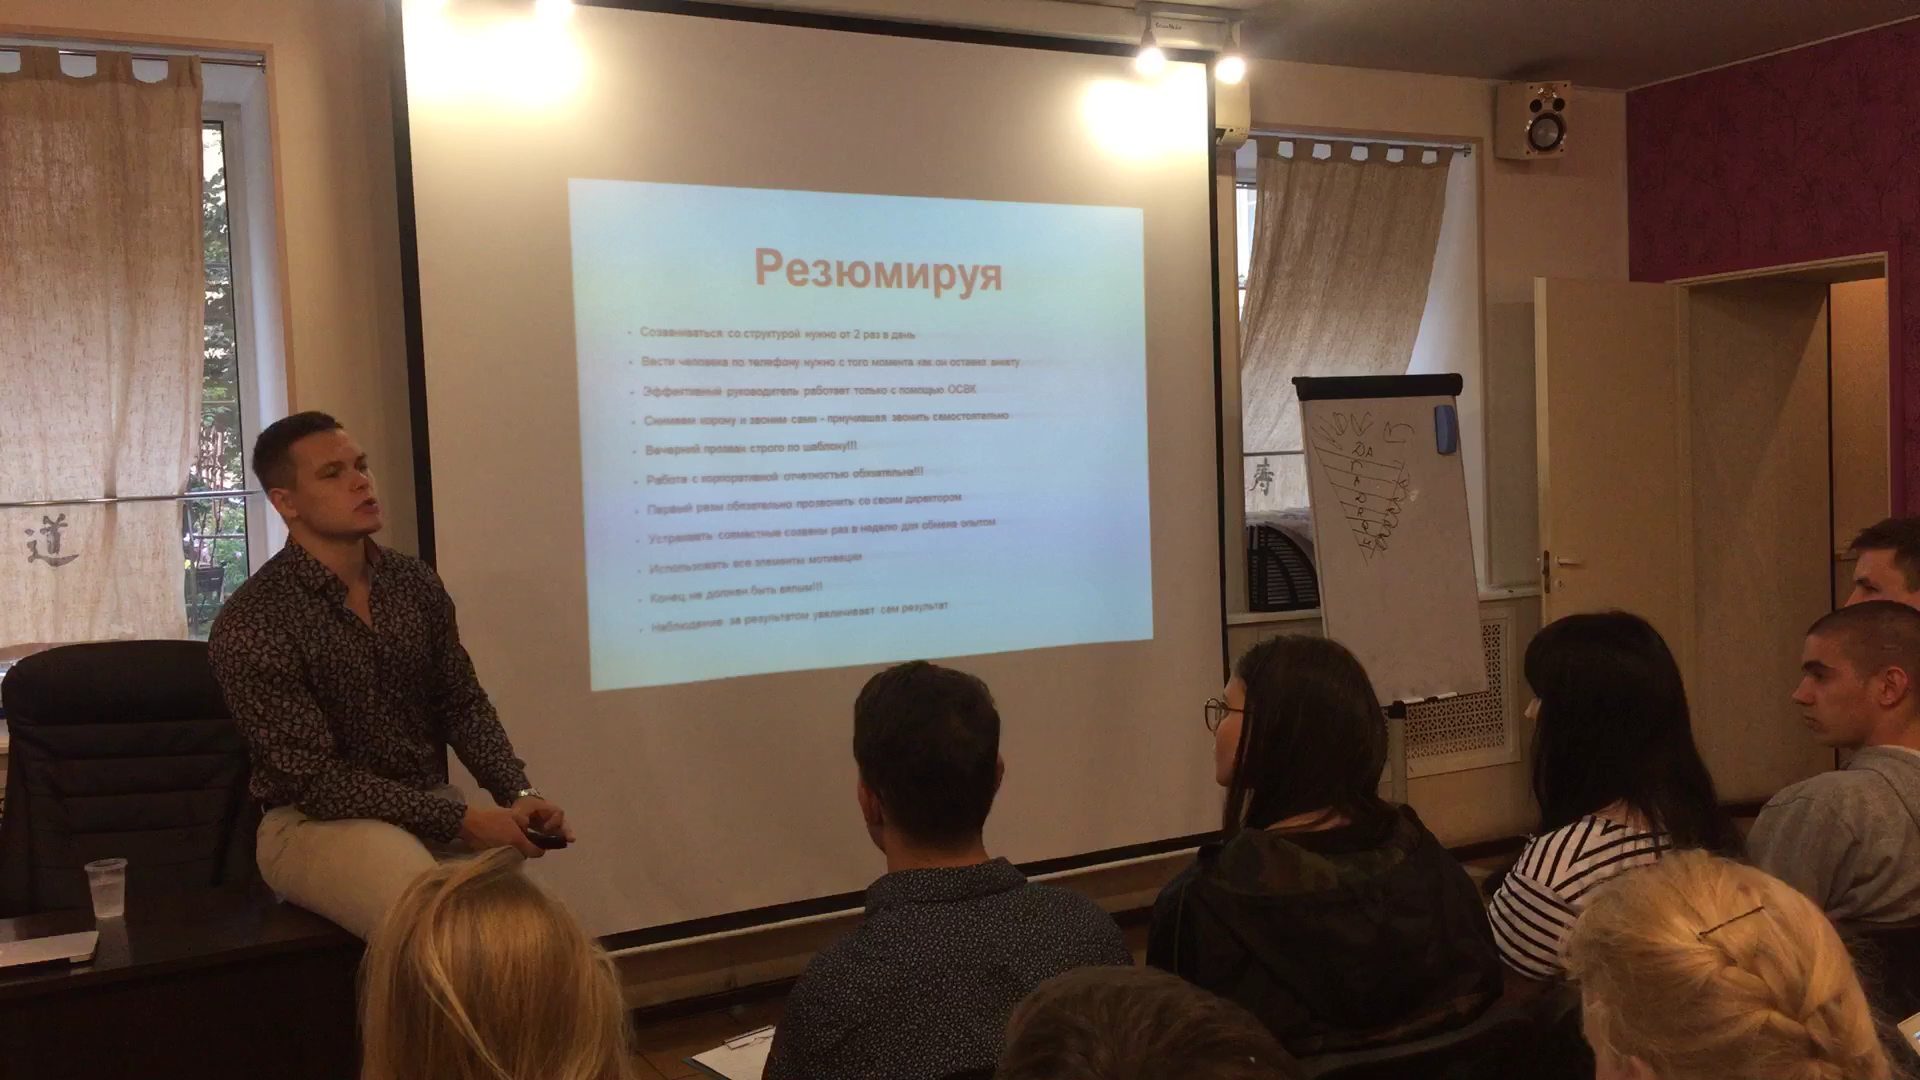 Резюмируя
Созваниваться со структурой нужно от 2 раз в день
Вести человека по телефону нужно с того момента как он оставил анкету
Эффективный руководитель работает только с помощью ОСВК
Снимаем корону и звоним сами - приучившая звонить самостоятельно
Вечерний прозвон строго по шаблону!!!
Работа с корпоративной отчетностью обязательна!!!
Первый разы обязательно прозвонить со своим директором
Устраивать совместные созвоны раз в неделю для обмена опытом
Использовать все элементы мотивации
Конец не должен быть вялым!!!
Наблюдение за результатом увеличивает сам результат
道
寿